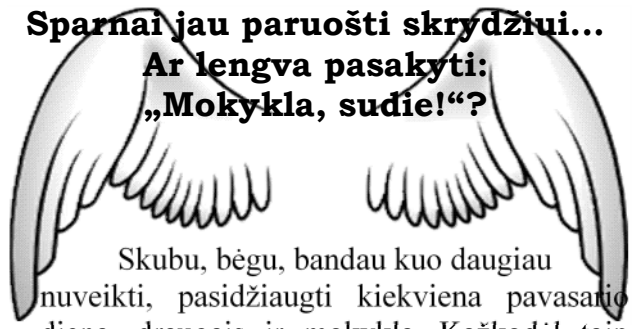 Sparnai jau paruošti skrydžiui...
Ar lengva pasakyti:
„Mokykla, sudie!“?
Skubu, bėgu, bandau kuo daugiau
nuveikti, pasidžiaugti kiekviena pavasario